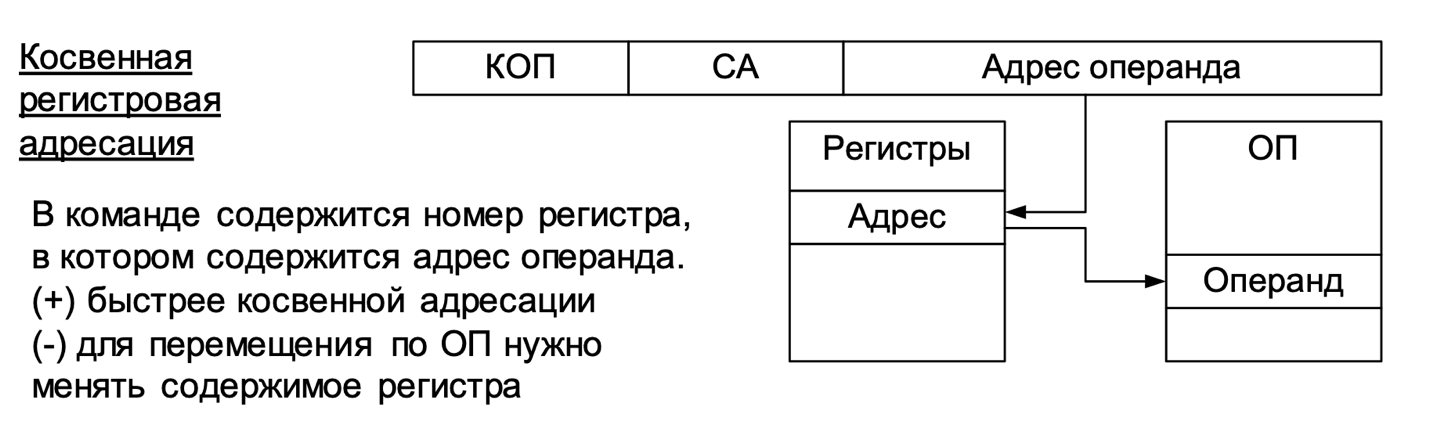 Косвенная
регистровая
адресация
КОП
СА
Адрес операнда
Регистры
Адрес
ОП
Операнд
В команде содержится номер регистра,
в котором содержится адрес операнда.
(+) быстрее косвенной адресации
(-) для перемещения по ОП нужно
менять содержимое регистра